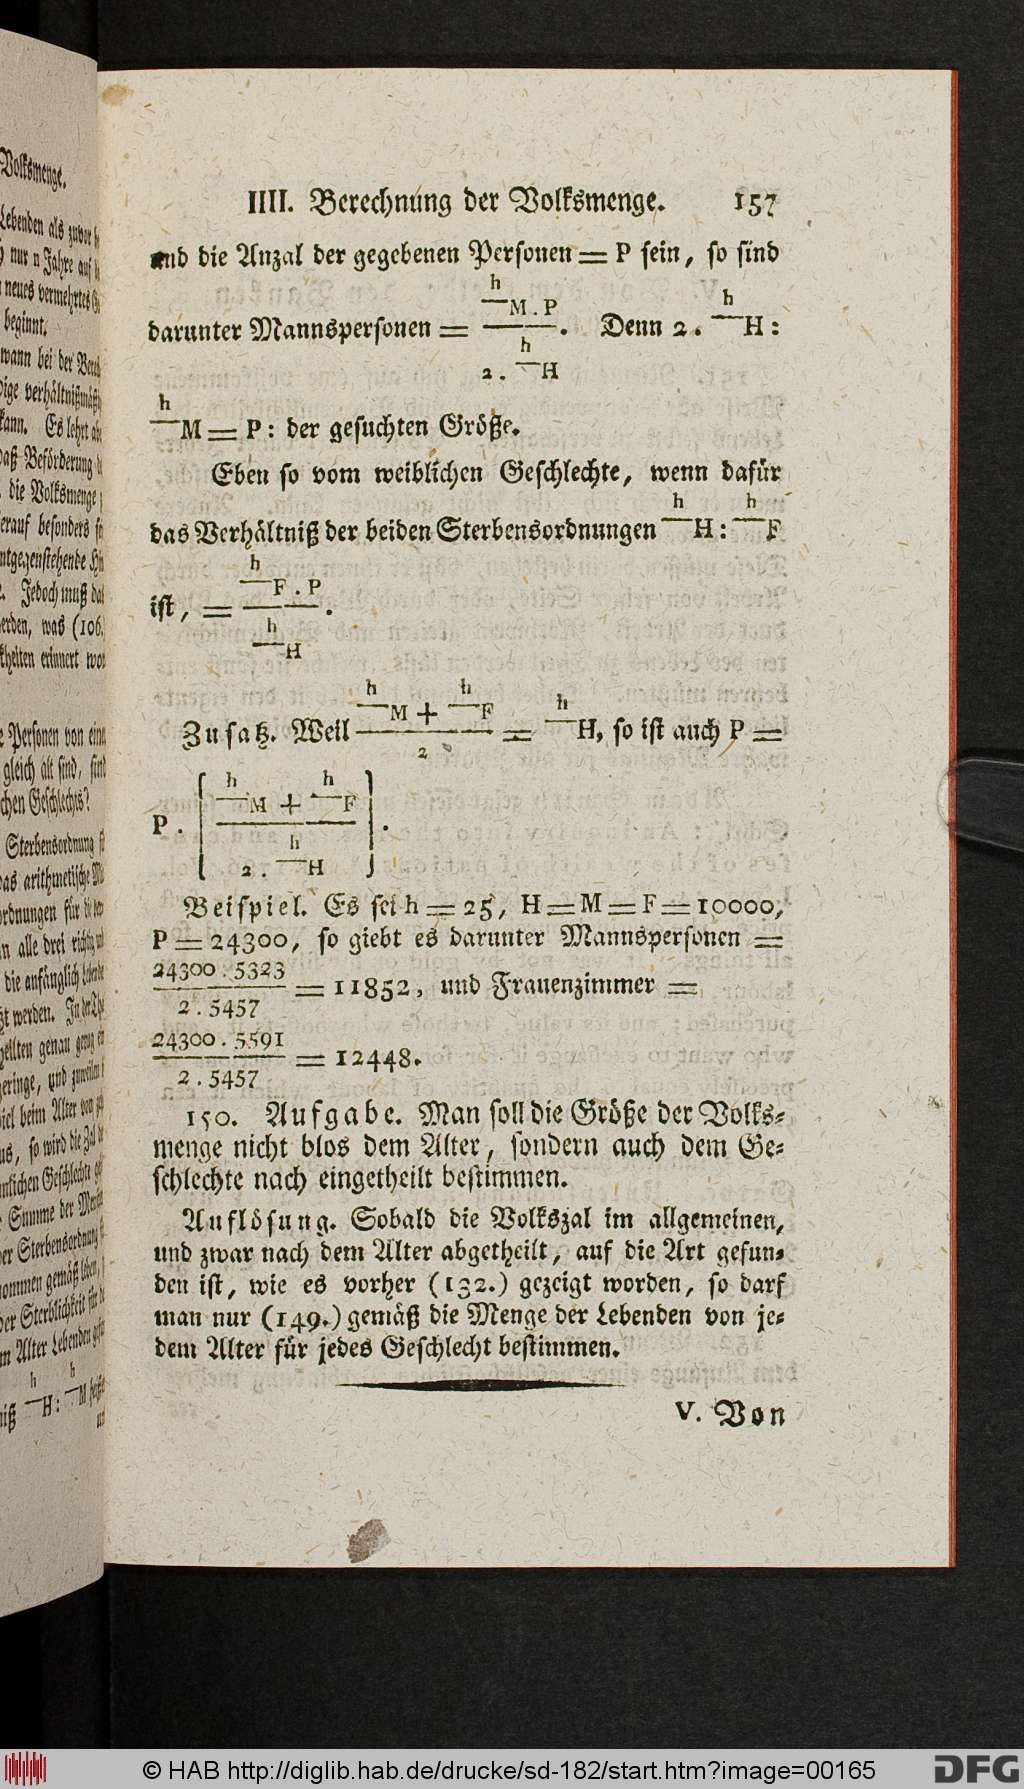 Volksmenge.
IIII. Berechnung der Volksmenge. 157
und die Anzal der gegebenen Personen = P sein, so sind
h
—M . P
darunter Mannspersonen = ———. Denn 2 . —H :
h
2 . —H
h
—M = P : der gesuchten Größe.
Eben so vom weiblichen Geschlechte, wenn dafür
h h
das Verhältniß der beiden Sterbensordnungen —H : —F
h
—F . P
ist, = ———.
h
—H
h h h
—M + —F
Zusatz. Weil ——— = —H, so ist auch P =
2
h h
—M + —F
P . [———].
h
2 . —H
Beispiel. Es sei h = 25, H = M = F = 10000,
P = 24300, so giebt es darunter Mannspersonen =
24300 . 5323
——— = 11852, und Frauenzimmer =
2 . 5457
24300 . 5591
——— = 12448.
2 . 5457
150. Aufgabe. Man soll die Größe der Volks-
menge nicht blos dem Alter, sondern auch dem Ge-
schlechte nach eingetheilt bestimmen.
Auflösung. Sobald die Volkszal im allgemeinen,
und zwar nach dem Alter abgetheilt, auf die Art gefun-
den ist, wie es vorher (132.) gezeigt worden, so darf
man nur (149.) gemäß die Menge der Lebenden von je-
dem Alter für jedes Geschlecht bestimmen.
V. Von
© HAB http://diglib.hab.de/drucke/sd-182/start.htm?image=00165
DFG